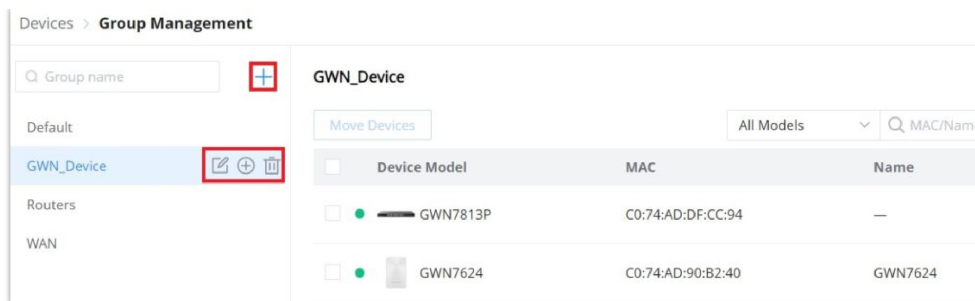 Devices > Group Management
Group name
GWN_Device
Move Devices
All Models
MAC/Nam
Default
GWN_Device
Routers
WAN
Device Model MAC Name
GWN7813P C0:74:AD:DF:CC:94 —
GWN7624 C0:74:AD:90:B2:40 GWN7624